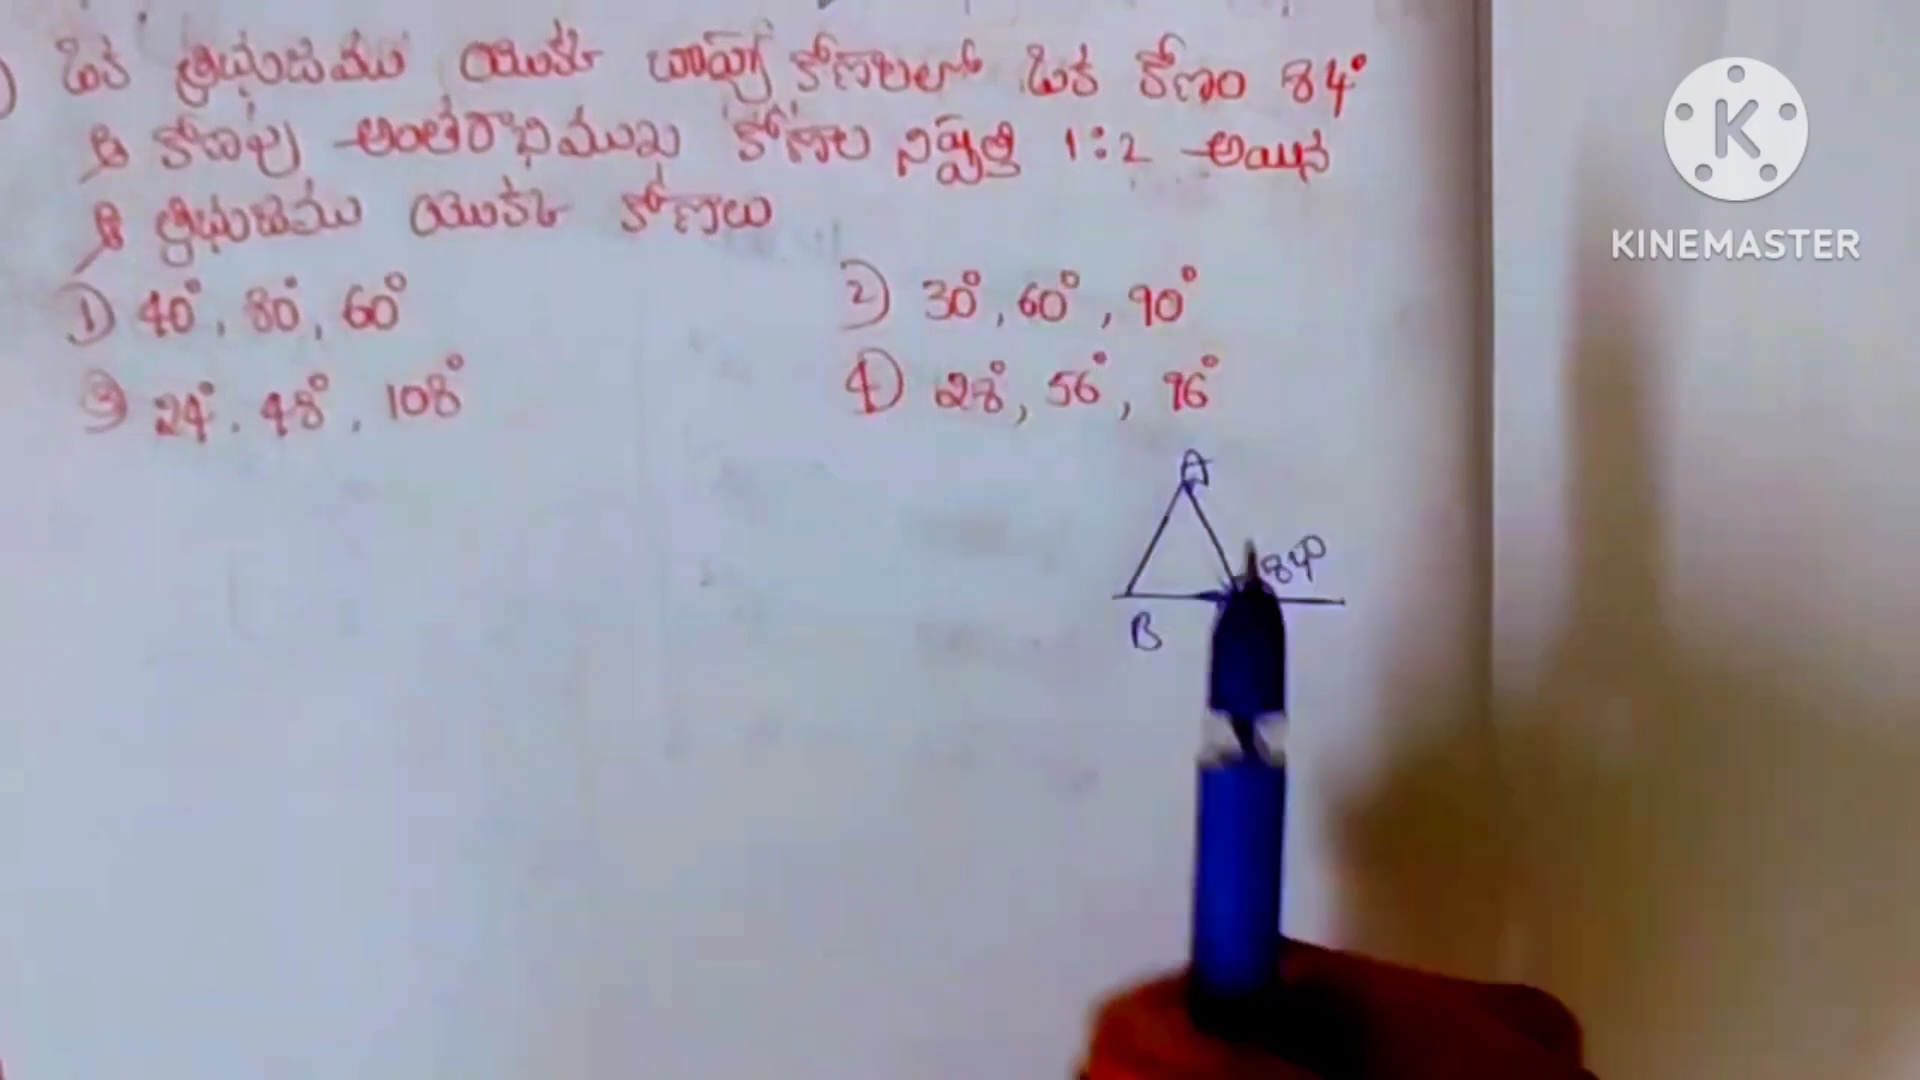 ఒక త్రిభుజము యొక్క బాహ్య కోణాలలో ఒక కోణం 84°
ఆ కోణపు అంతరాభిముఖ కోణాల నిష్పత్తి 1:2 అయిన
ఆ త్రిభుజము యొక్క కోణాలు
1) 40°, 80°, 60°
2) 30°, 60°, 90°
3) 24°, 48°, 108°
4) 28°, 56°, 96°
A
84°
B
K
KINEMASTER